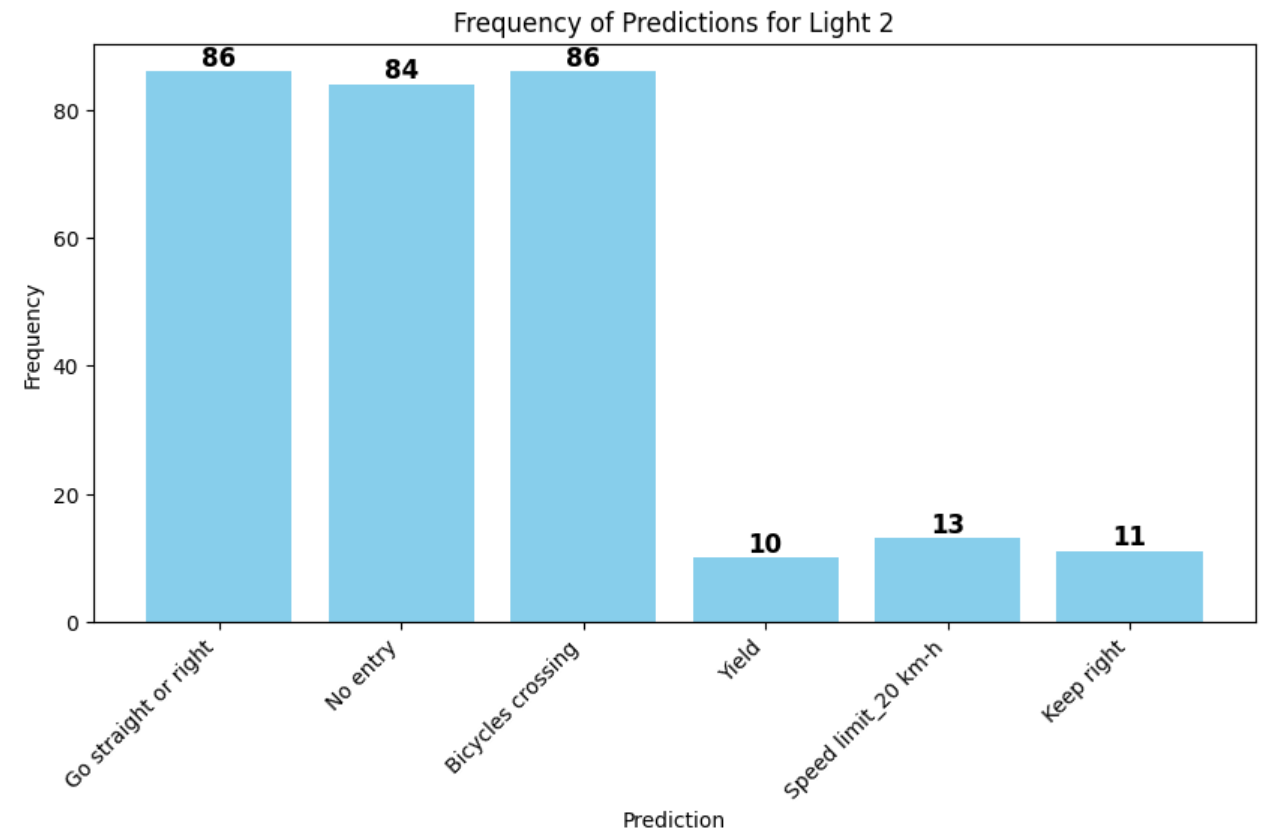 Frequency of Predictions for Light 2
86
84
86
10
13
11
80
60
40
20
0
Frequency
Go straight or right
No entry
Bicycles crossing
Yield
Speed limit_20 km-h
Keep right
Prediction